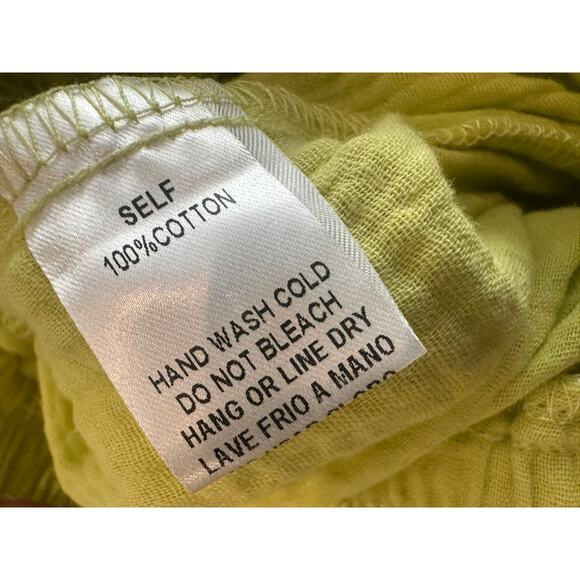 SELF
100%COTTON
HAND WASH COLD
DO NOT BLEACH
HANG OR LINE DRY
LAVE FRIO A MANO